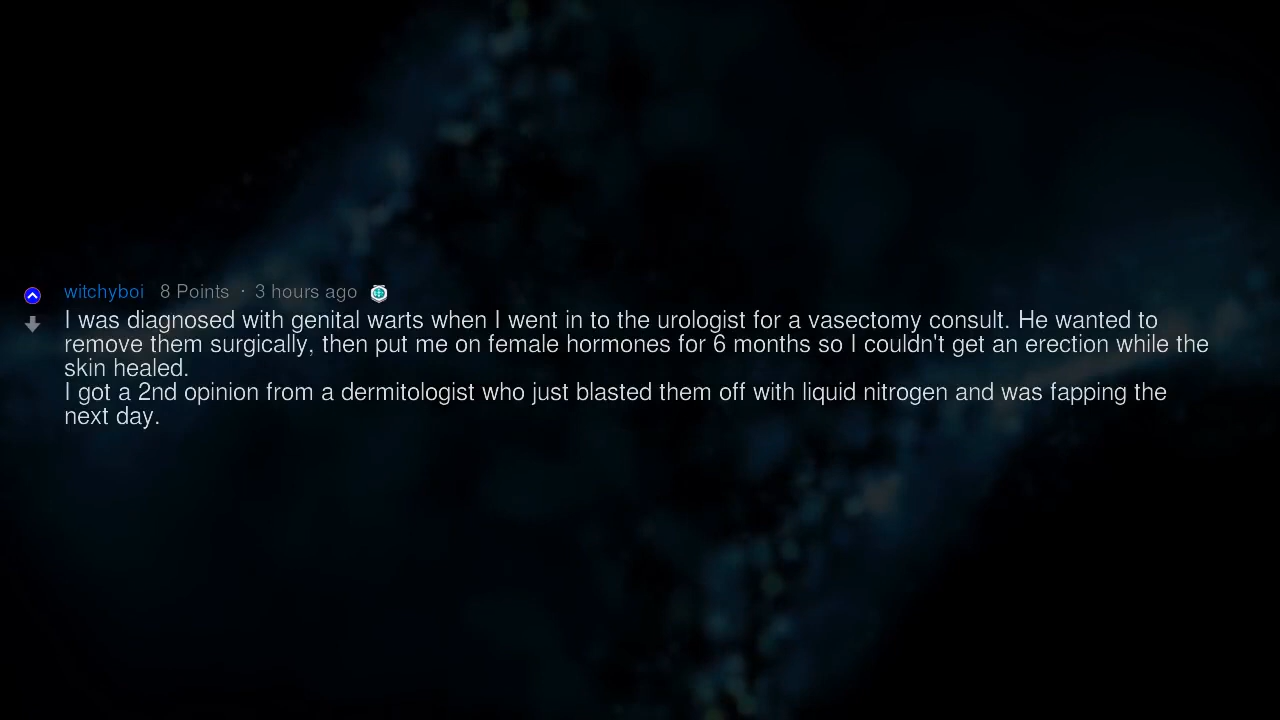 witchyboi 8 Points · 3 hours ago
I was diagnosed with genital warts when I went in to the urologist for a vasectomy consult. He wanted to
remove them surgically, then put me on female hormones for 6 months so I couldn't get an erection while the
skin healed.
I got a 2nd opinion from a dermitologist who just blasted them off with liquid nitrogen and was fapping the
next day.